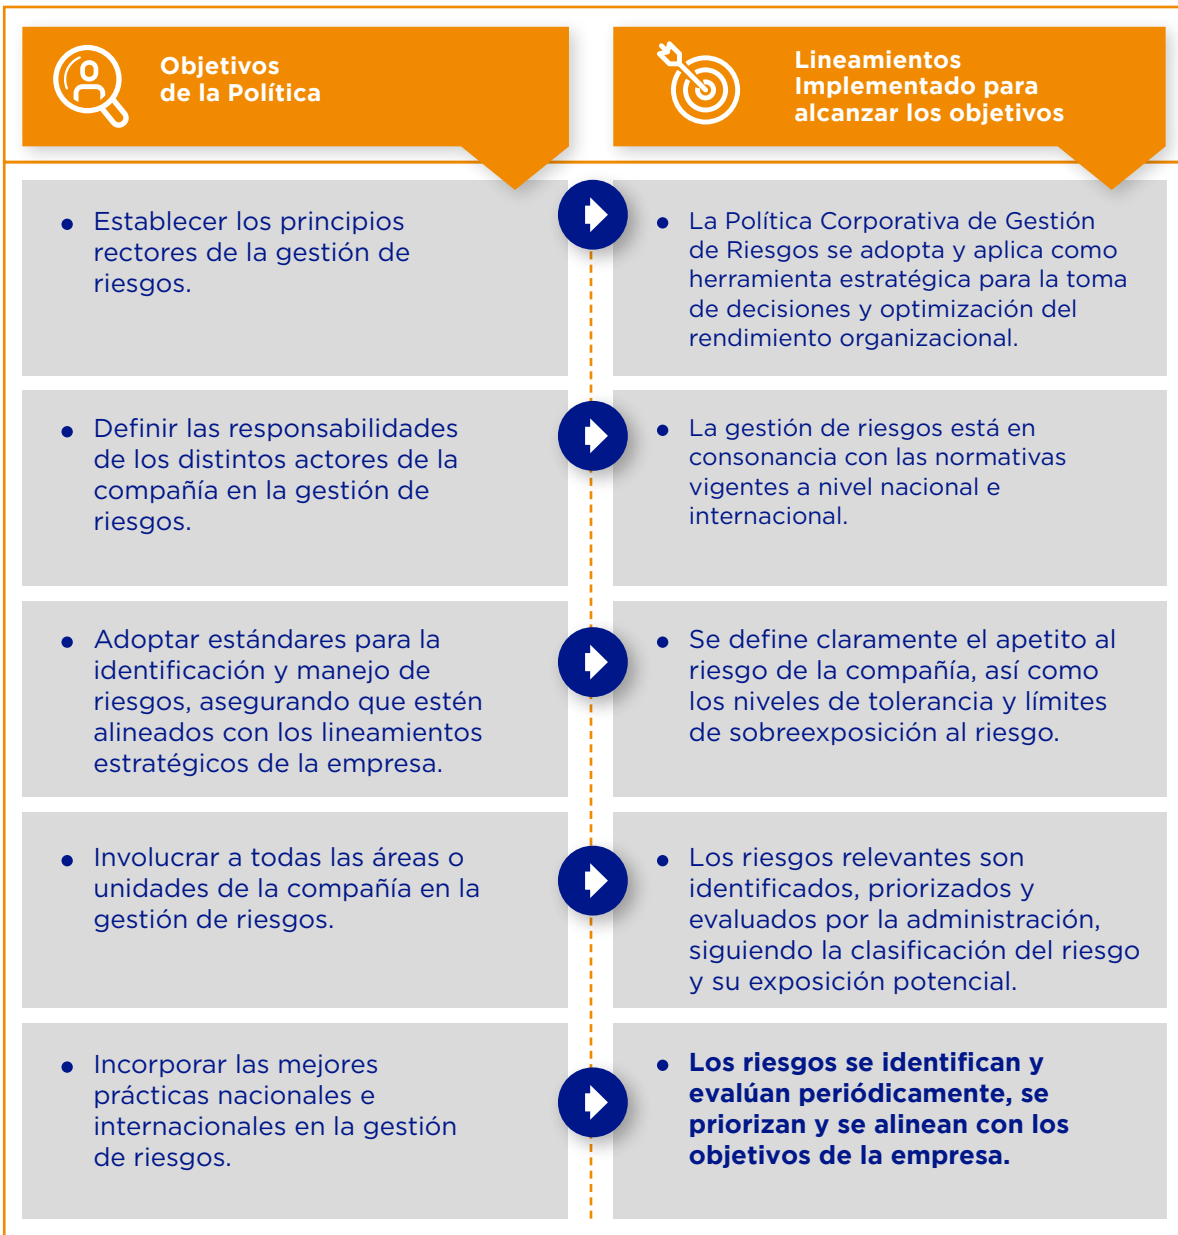 Objetivos
de la Política
Lineamientos
Implementado para
alcanzar los objetivos
• Establecer los principios
rectores de la gestión de
riesgos.
• La Política Corporativa de Gestión
de Riesgos se adopta y aplica como
herramienta estratégica para la toma
de decisiones y optimización del
rendimiento organizacional.
• Definir las responsabilidades
de los distintos actores de la
compañía en la gestión de
riesgos.
• La gestión de riesgos está en
consonancia con las normativas
vigentes a nivel nacional e
internacional.
• Adoptar estándares para la
identificación y manejo de
riesgos, asegurando que estén
alineados con los lineamientos
estratégicos de la empresa.
• Se define claramente el apetito al
riesgo de la compañía, así como
los niveles de tolerancia y límites
de sobreexposición al riesgo.
• Involucrar a todas las áreas o
unidades de la compañía en la
gestión de riesgos.
• Los riesgos relevantes son
identificados, priorizados y
evaluados por la administración,
siguiendo la clasificación del riesgo
y su exposición potencial.
• Incorporar las mejores
prácticas nacionales e
internacionales en la gestión
de riesgos.
• Los riesgos se identifican y
evalúan periódicamente, se
priorizan y se alinean con los
objetivos de la empresa.